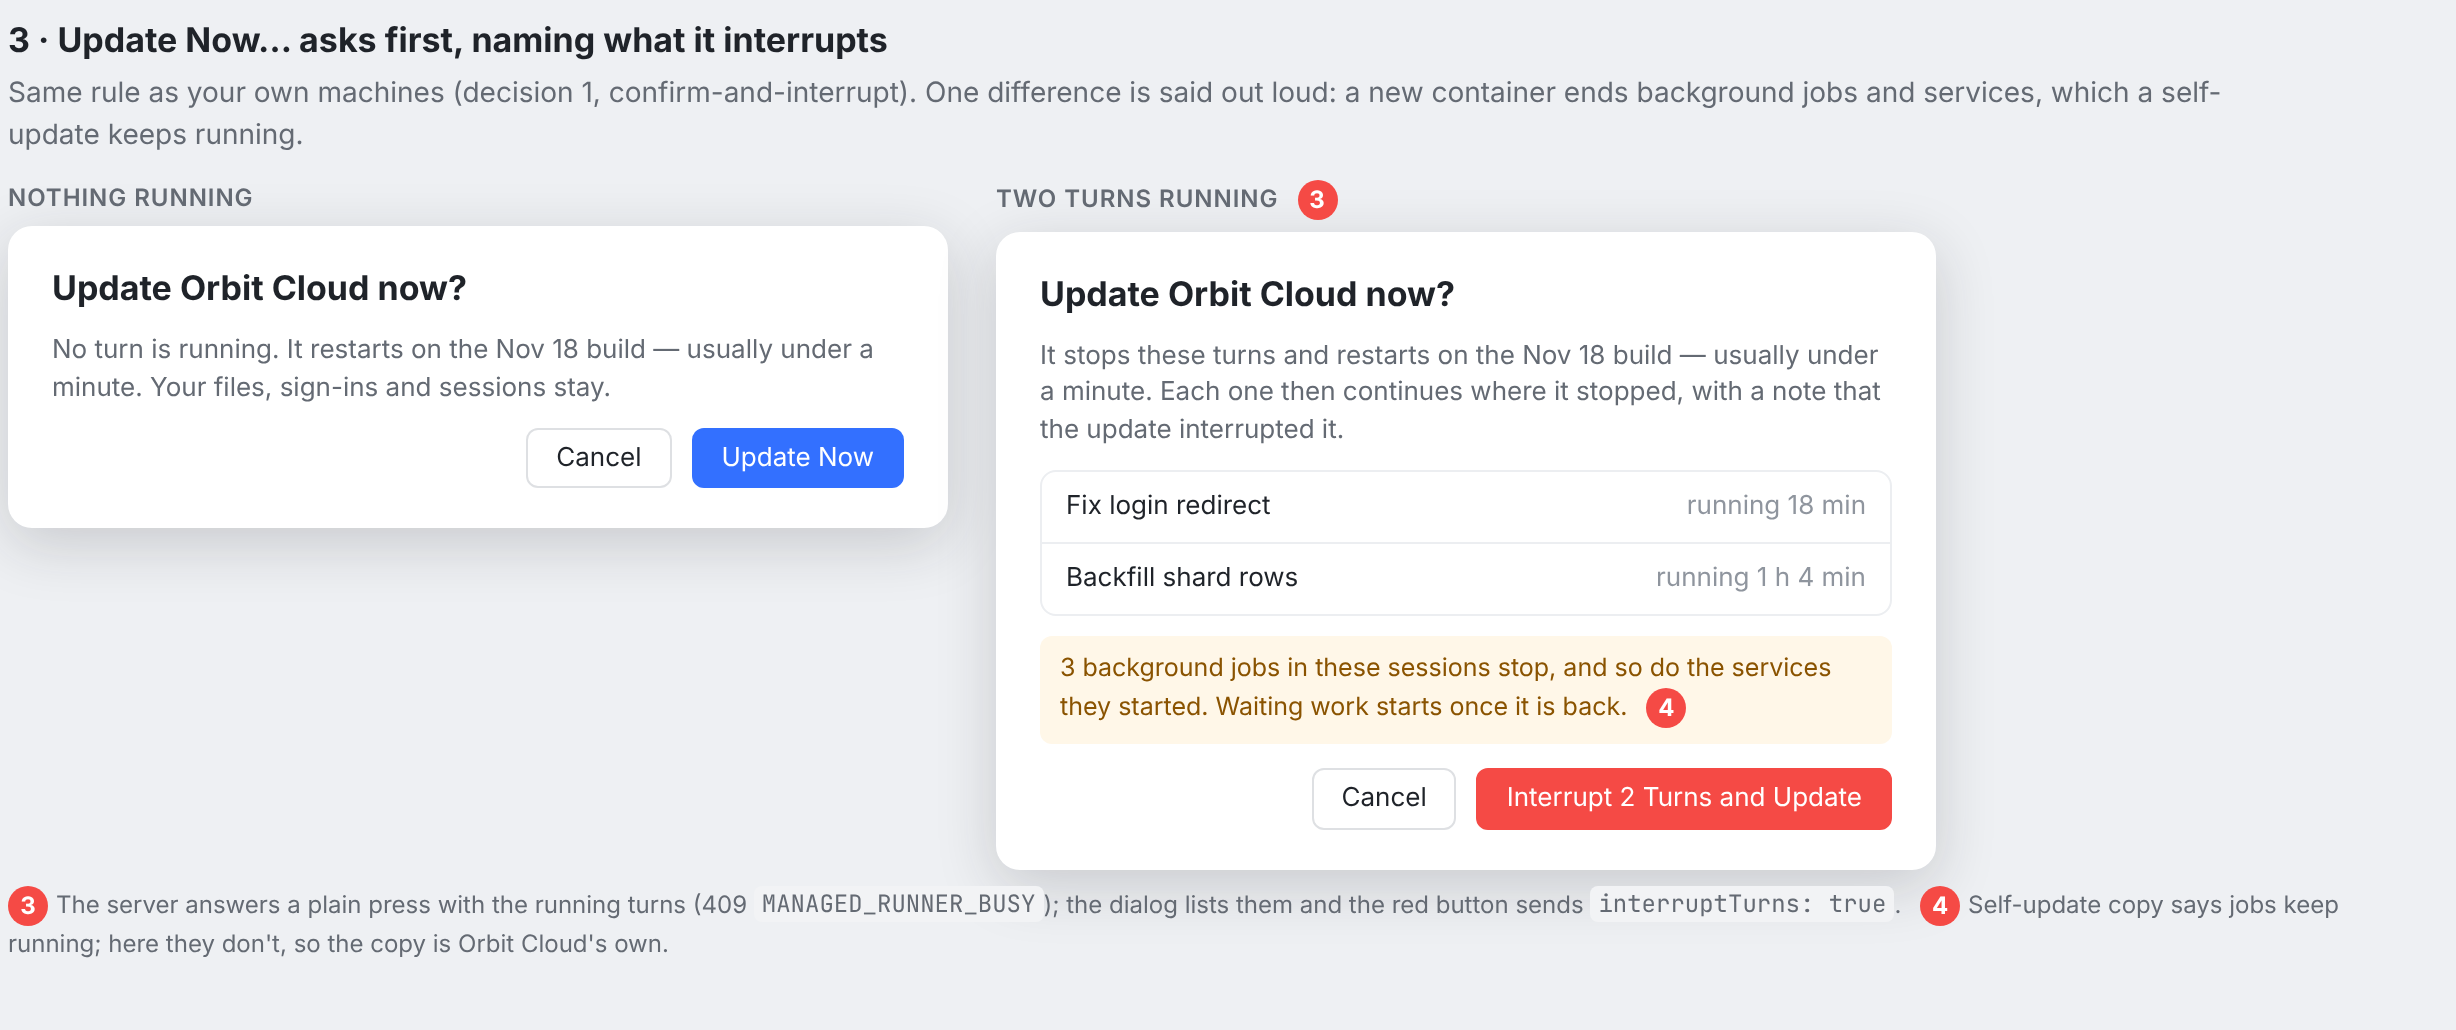 3 · Update Now… asks first, naming what it interrupts
Same rule as your own machines (decision 1, confirm-and-interrupt). One difference is said out loud: a new container ends background jobs and services, which a self-
update keeps running.
NOTHING RUNNING
Update Orbit Cloud now?
No turn is running. It restarts on the Nov 18 build — usually under a
minute. Your files, sign-ins and sessions stay.
Cancel
Update Now
TWO TURNS RUNNING 3
Update Orbit Cloud now?
It stops these turns and restarts on the Nov 18 build — usually under
a minute. Each one then continues where it stopped, with a note that
the update interrupted it.
Fix login redirect running 18 min
Backfill shard rows running 1 h 4 min
3 background jobs in these sessions stop, and so do the services
they started. Waiting work starts once it is back. 4
Cancel
Interrupt 2 Turns and Update
3 The server answers a plain press with the running turns (409 MANAGED_RUNNER_BUSY); the dialog lists them and the red button sends interruptTurns: true. 4 Self-update copy says jobs keep
running; here they don't, so the copy is Orbit Cloud's own.